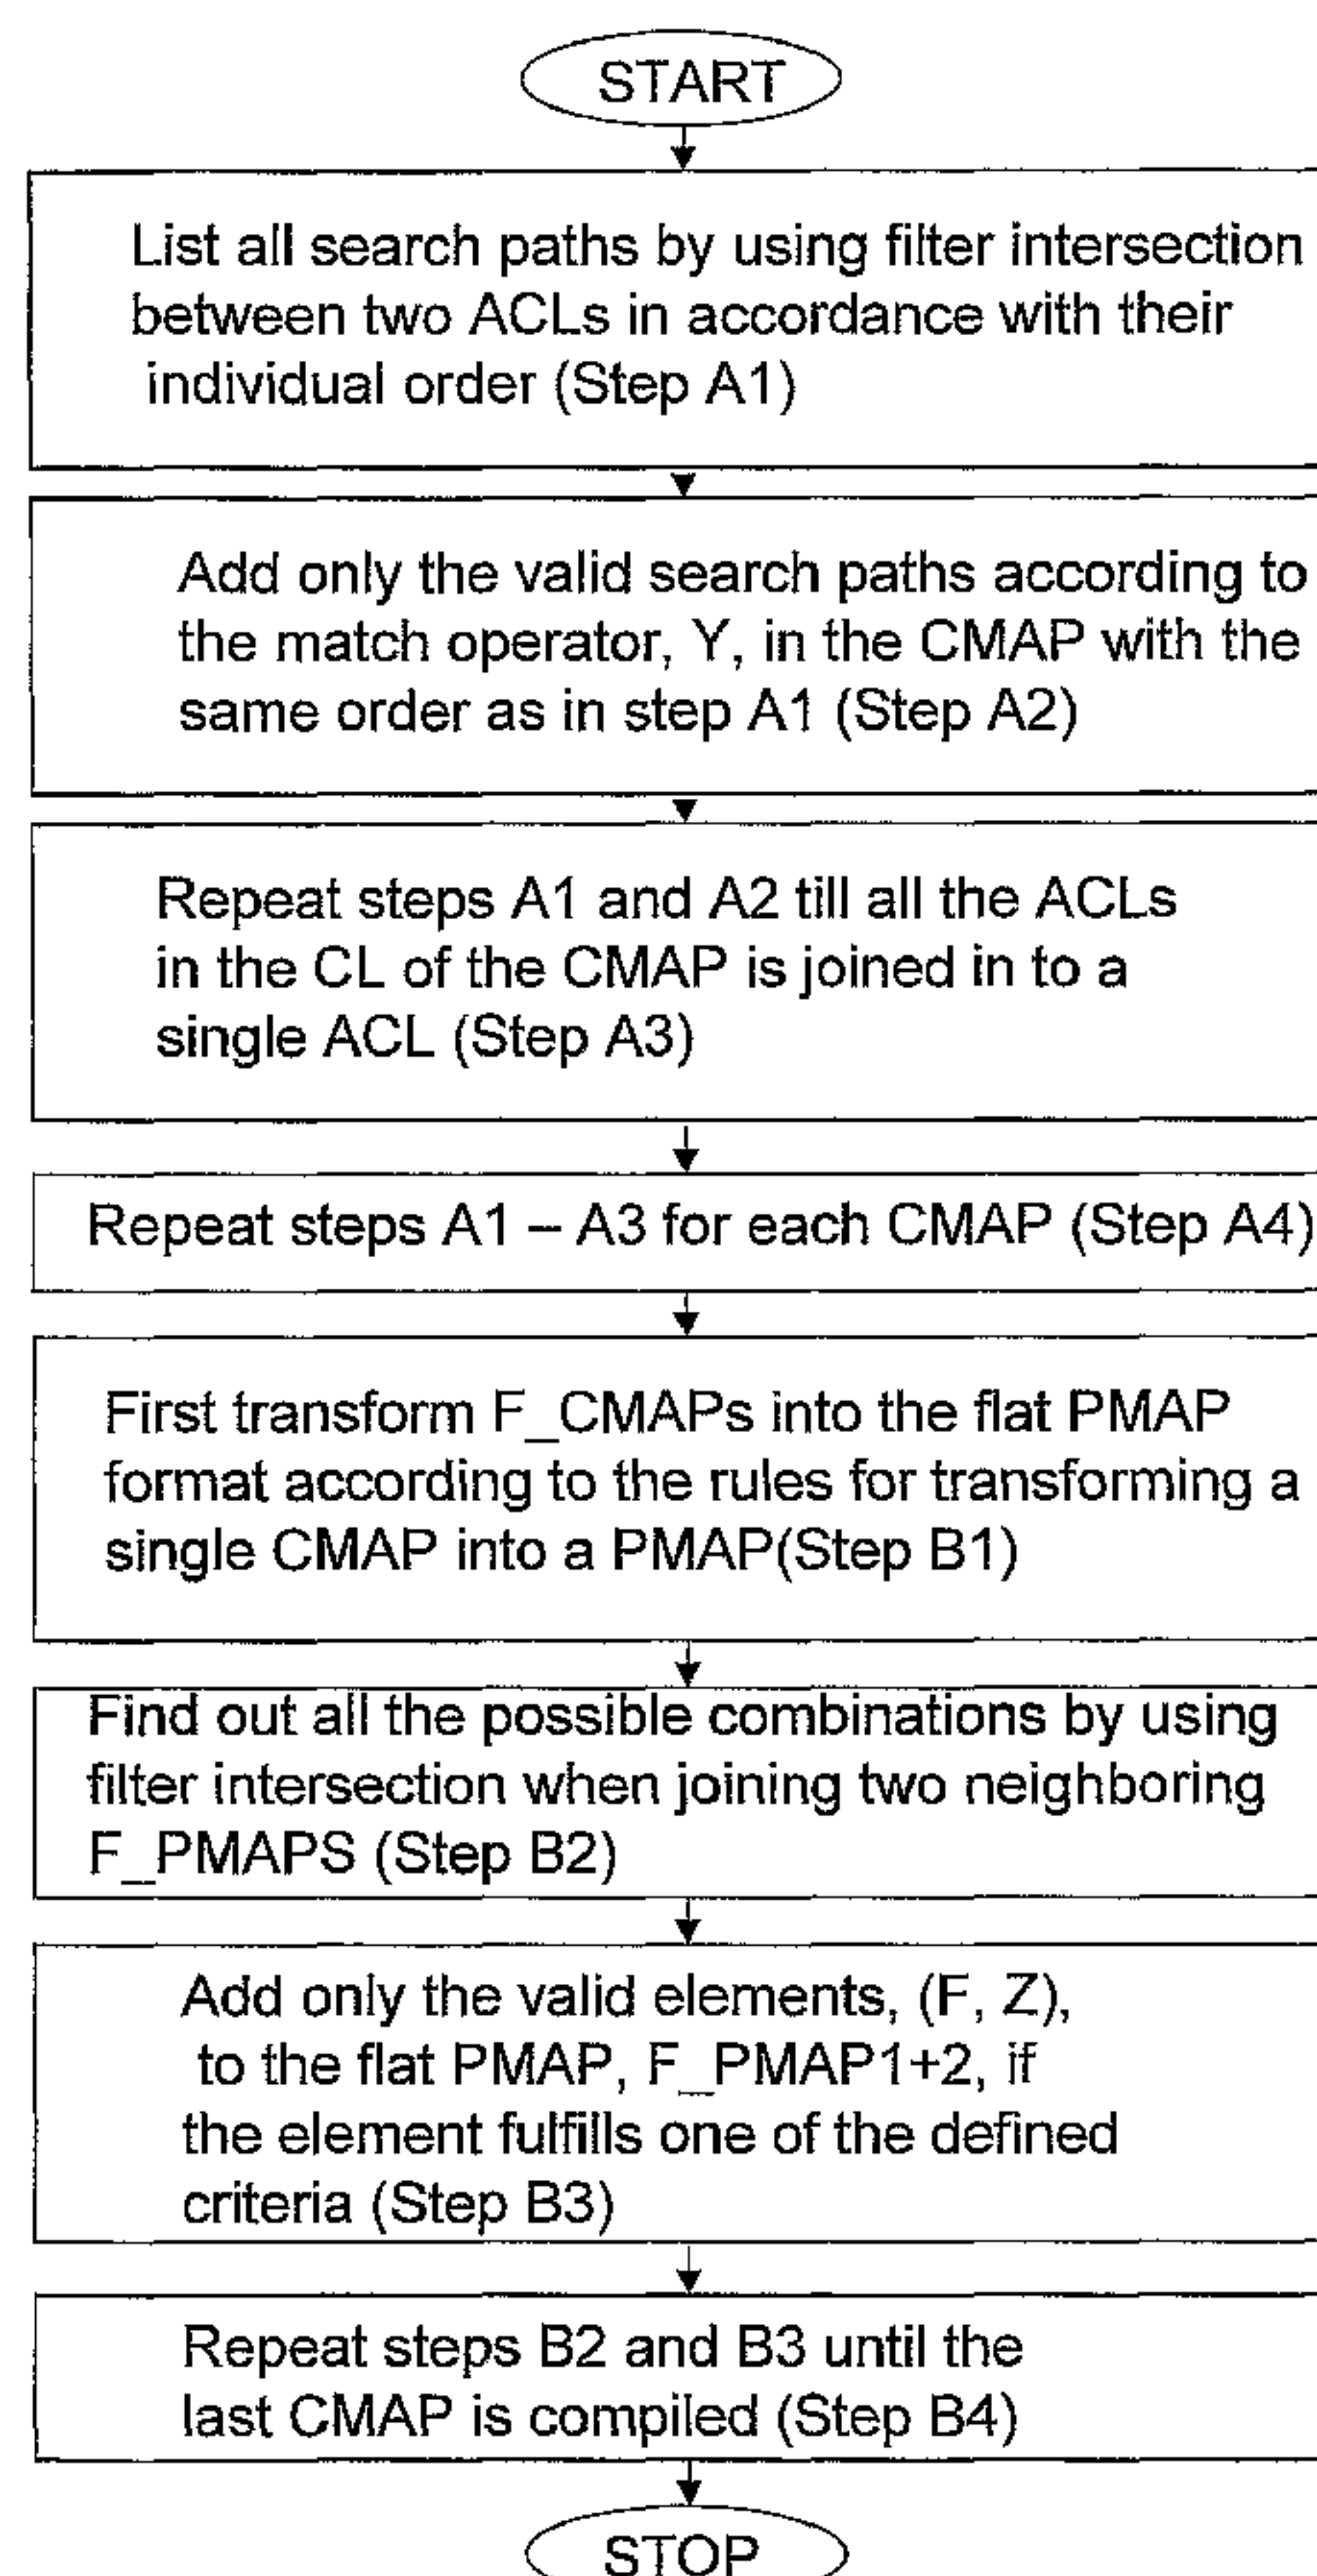 START
List all search paths by using filter intersection
between two ACLs in accordance with their
individual order (Step A1)
Add only the valid search paths according to
the match operator, Y, in the CMAP with the
same order as in step A1 (Step A2)
Repeat steps A1 and A2 till all the ACLs
in the CL of the CMAP is joined in to a
single ACL (Step A3)
Repeat steps A1 – A3 for each CMAP (Step A4)
First transform F_CMAPs into the flat PMAP
format according to the rules for transforming a
single CMAP into a PMAP(Step B1)
Find out all the possible combinations by using
filter intersection when joining two neighboring
F_PMAPS (Step B2)
Add only the valid elements, (F, Z),
to the flat PMAP, F_PMAP1+2, if
the element fulfills one of the defined
criteria (Step B3)
Repeat steps B2 and B3 until the
last CMAP is compiled (Step B4)
STOP